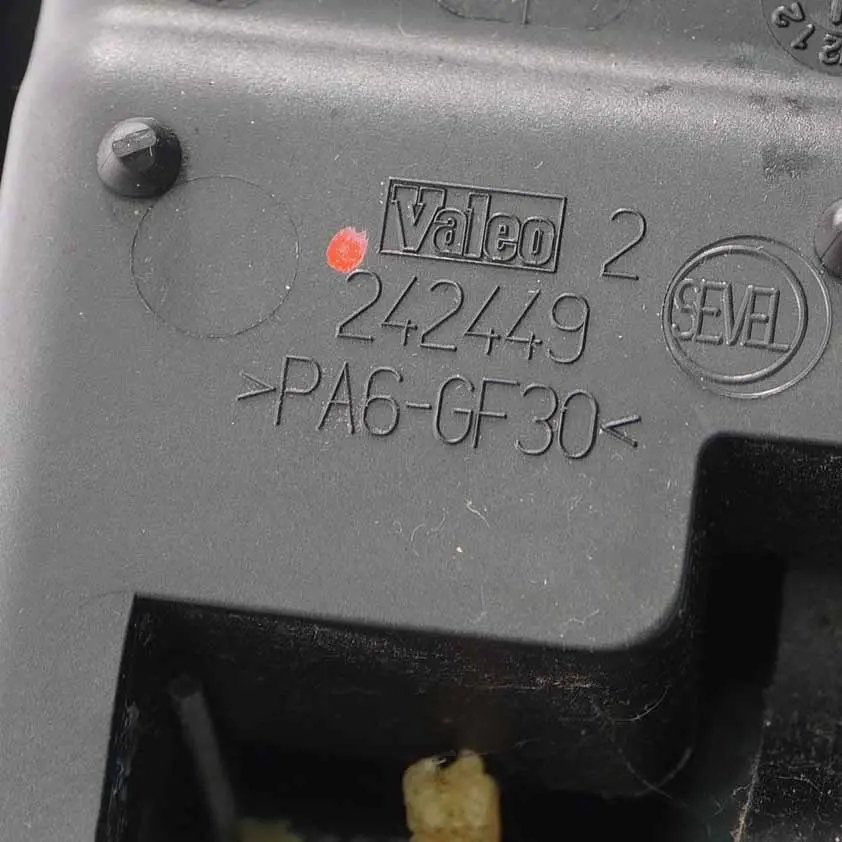 Valeo 2
SEVEL
242449
>PA6-GF30<